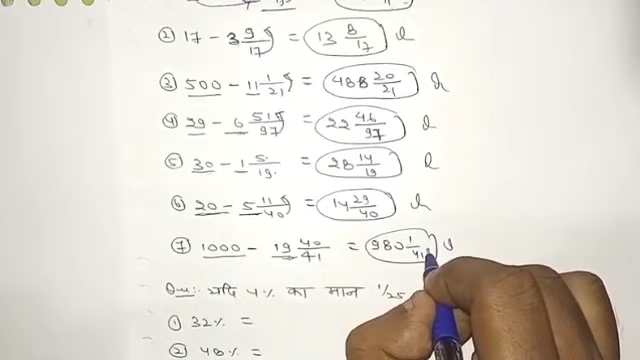 ② 17 - 3 9/17 = 13 8/17
③ 500 - 11 1/21 = 488 20/21
④ 29 - 6 51/97 = 22 46/97
⑤ 30 - 1 5/19 = 28 14/19
⑥ 20 - 5 11/40 = 14 29/40
⑦ 1000 - 19 40/41 = 980 1/41
Que:- यदि 4% का मान 1/25
① 32% =
② 48% =